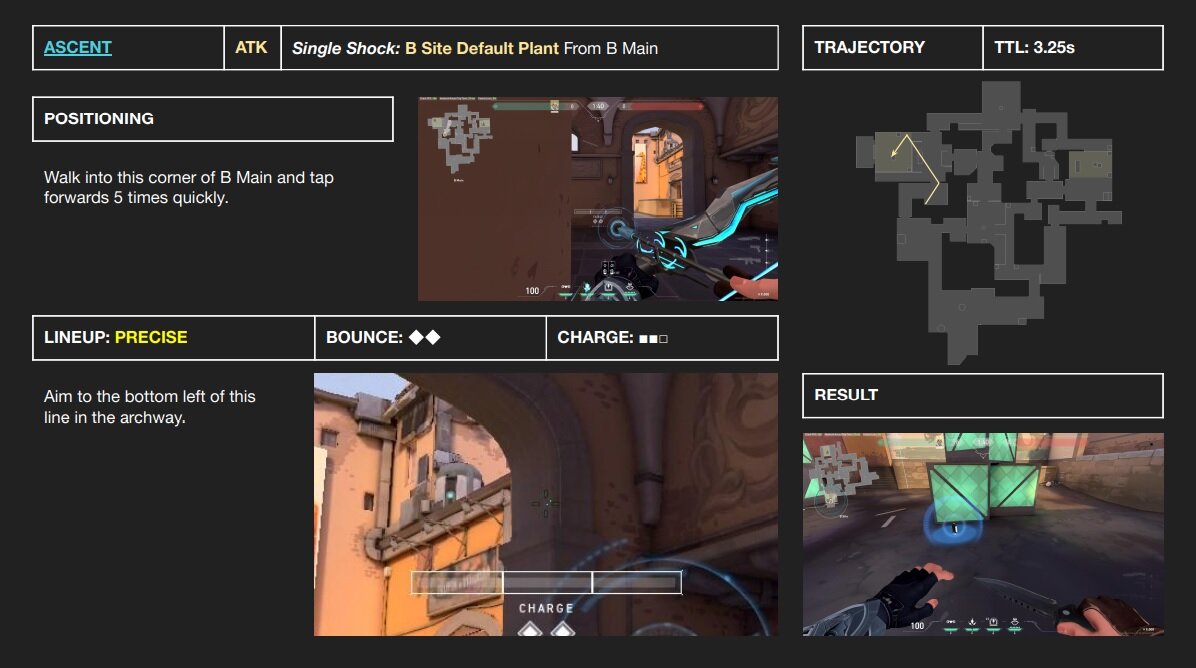 ASCENT
ATK
Single Shock: B Site Default Plant From B Main
TRAJECTORY
TTL: 3.25s
POSITIONING
Walk into this corner of B Main and tap
forwards 5 times quickly.
100
LINEUP: PRECISE
BOUNCE: ◆◆
CHARGE: ■■□
Aim to the bottom left of this
line in the archway.
CHARGE
RESULT
100